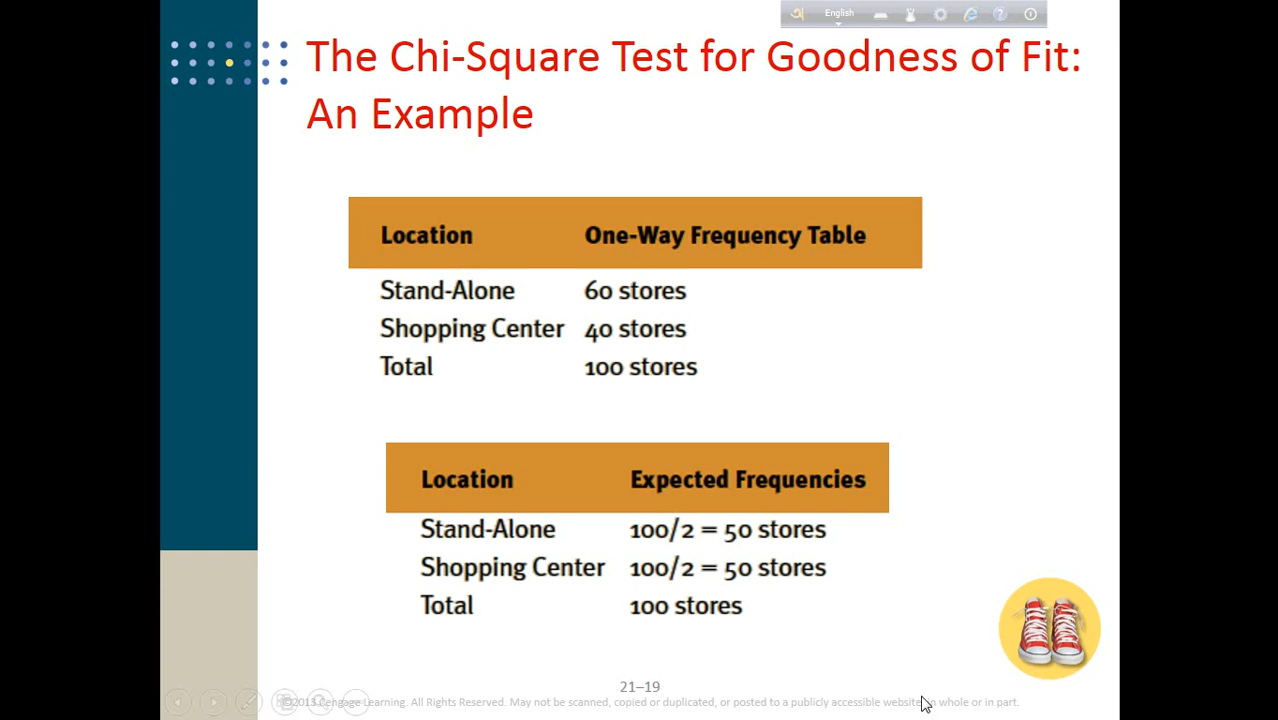 English
The Chi-Square Test for Goodness of Fit:
An Example
Location One-Way Frequency Table
Stand-Alone 60 stores
Shopping Center 40 stores
Total 100 stores
Location Expected Frequencies
Stand-Alone 100/2 = 50 stores
Shopping Center 100/2 = 50 stores
Total 100 stores
21–19
©2013 Cengage Learning. All Rights Reserved. May not be scanned, copied or duplicated, or posted to a publicly accessible website, in whole or in part.